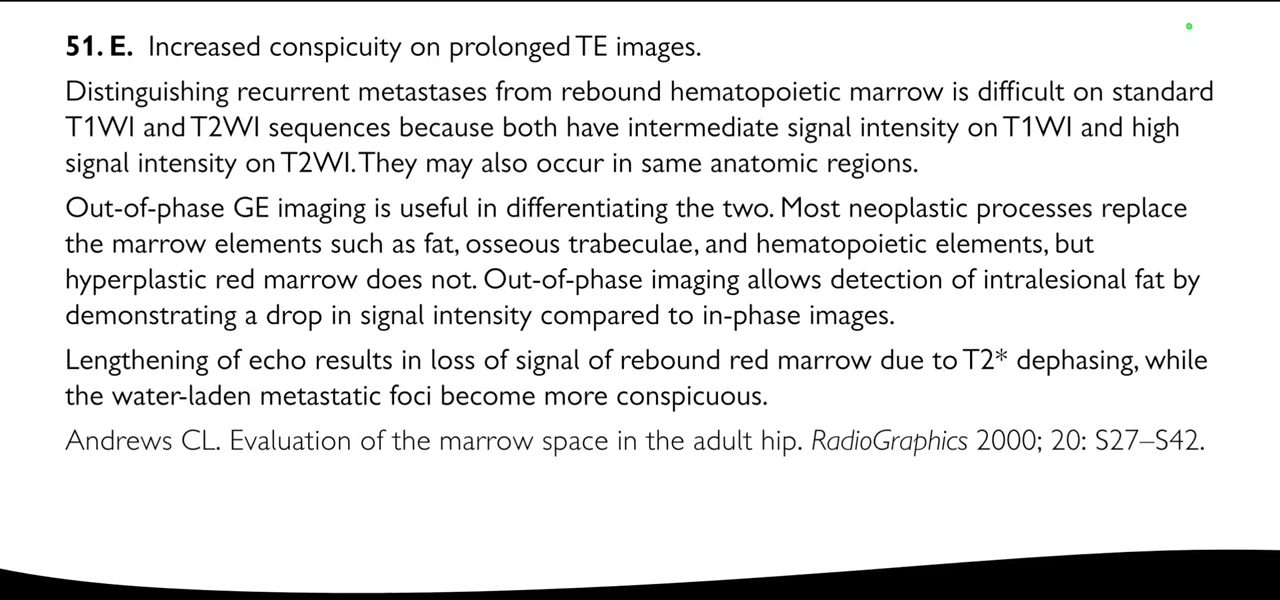 51. E. Increased conspicuity on prolonged TE images.
Distinguishing recurrent metastases from rebound hematopoietic marrow is difficult on standard
T1WI and T2WI sequences because both have intermediate signal intensity on T1WI and high
signal intensity on T2WI. They may also occur in same anatomic regions.
Out-of-phase GE imaging is useful in differentiating the two. Most neoplastic processes replace
the marrow elements such as fat, osseous trabeculae, and hematopoietic elements, but
hyperplastic red marrow does not. Out-of-phase imaging allows detection of intralesional fat by
demonstrating a drop in signal intensity compared to in-phase images.
Lengthening of echo results in loss of signal of rebound red marrow due to T2* dephasing, while
the water-laden metastatic foci become more conspicuous.
Andrews CL. Evaluation of the marrow space in the adult hip. RadioGraphics 2000; 20: S27–S42.